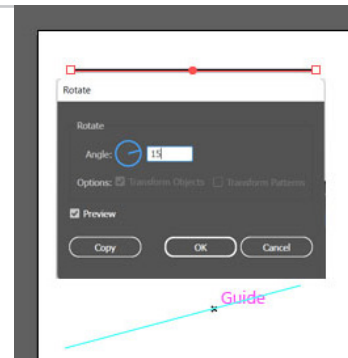 Rotate
Rotate
Angle: 15
Options: Transform Objects Transform Patterns
Preview
Copy OK Cancel
Guide